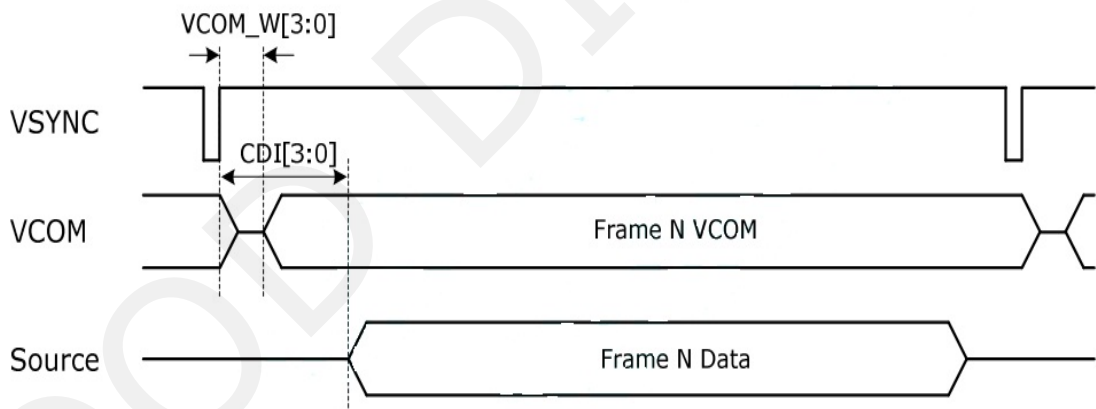 VCOM_W[3:0]
VSYNC
CDI[3:0]
VCOM
Frame N VCOM
Source
Frame N Data